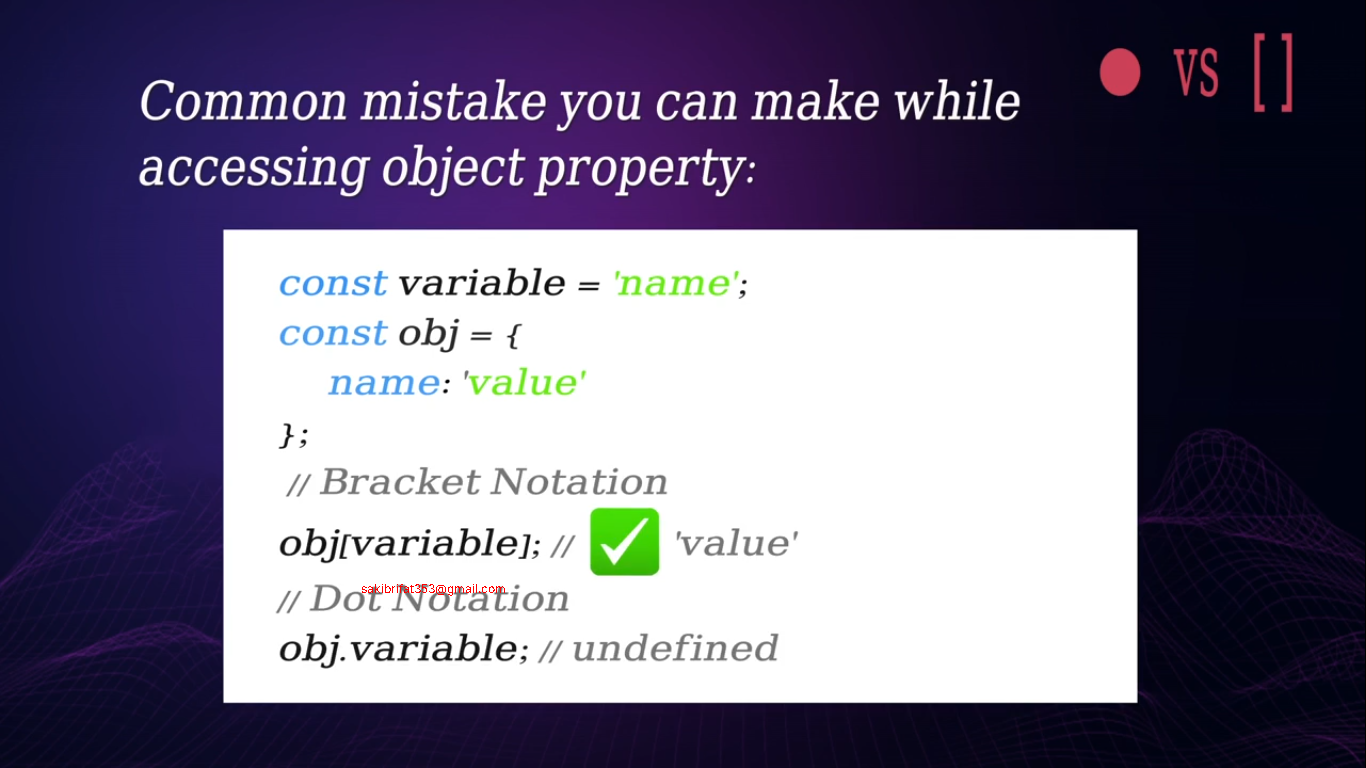 ● vs []
Common mistake you can make while
accessing object property:
const variable = 'name';
const obj = {
name: 'value'
};
// Bracket Notation
obj[variable]; // ✅ 'value'
sakibrifat353@gmail.com
// Dot Notation
obj.variable; // undefined